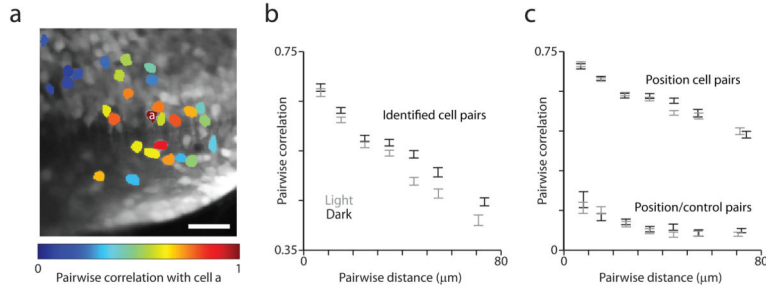 a
a
0
1
Pairwise correlation with cell a
b
0.75
Pairwise correlation
0.35
Identified cell pairs
Light
Dark
0
80
Pairwise distance (μm)
c
0.75
Pairwise correlation
0
Position cell pairs
Position/control pairs
0
80
Pairwise distance (μm)